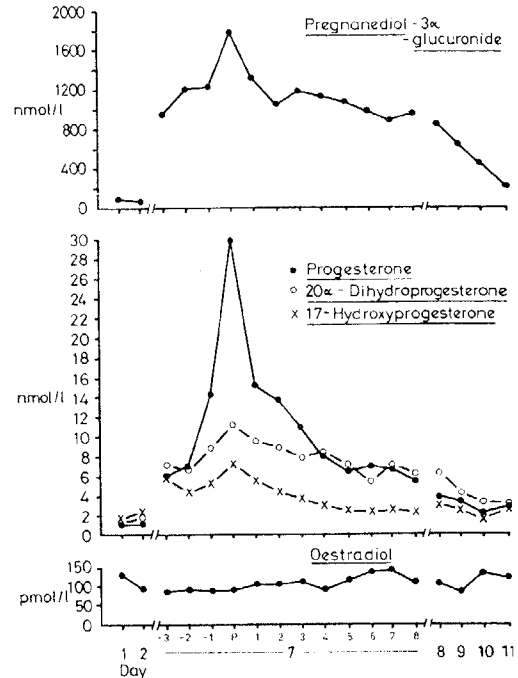 Pregnanediol - 3α
- glucuronide
2000
1600
nmol/l
1200
800
400
0
30
28
26
24
22
20
18
16
nmol/l
14
12
10
8
6
4
2
0
Progesterone
20α - Dihydroprogesterone
17-Hydroxyprogesterone
Oestradiol
150
100
pmol/l
50
0
-3 -2 -1 P 1 2 3 4 5 6 7 8
1 2 7 8 9 10 11
Day